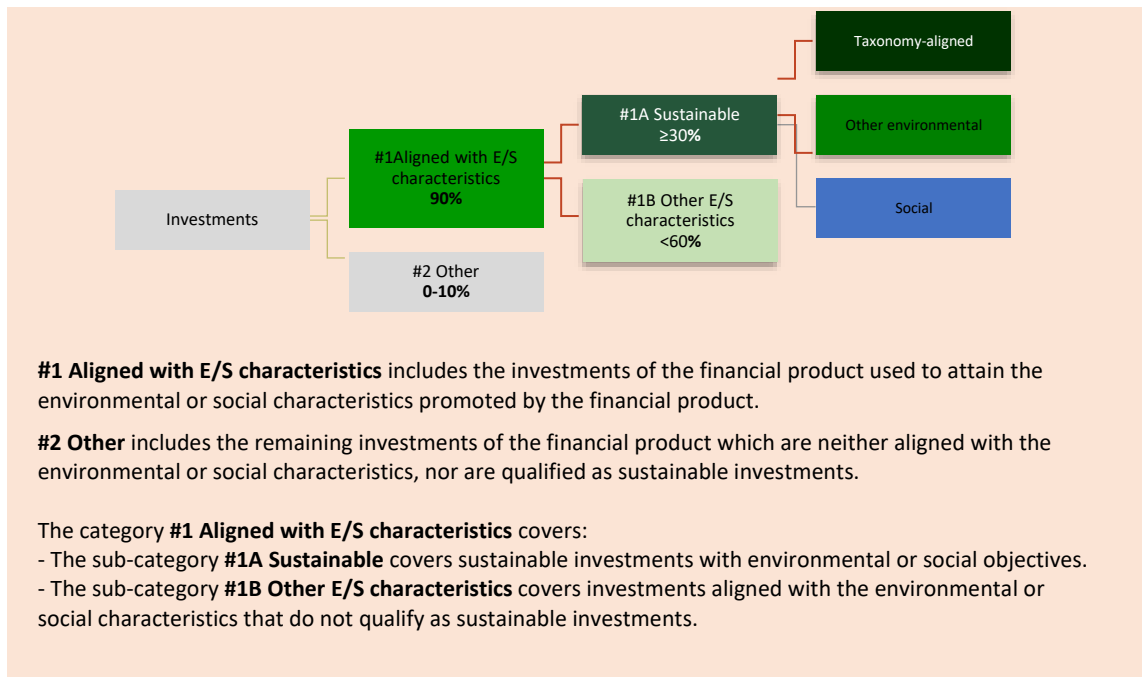 Investments
#1Aligned with E/S
characteristics
90%
#2 Other
0-10%
#1A Sustainable
≥30%
#1B Other E/S
characteristics
<60%
Taxonomy-aligned
Other environmental
Social
#1 Aligned with E/S characteristics includes the investments of the financial product used to attain the
environmental or social characteristics promoted by the financial product.
#2 Other includes the remaining investments of the financial product which are neither aligned with the
environmental or social characteristics, nor are qualified as sustainable investments.
The category #1 Aligned with E/S characteristics covers:
- The sub-category #1A Sustainable covers sustainable investments with environmental or social objectives.
- The sub-category #1B Other E/S characteristics covers investments aligned with the environmental or
social characteristics that do not qualify as sustainable investments.